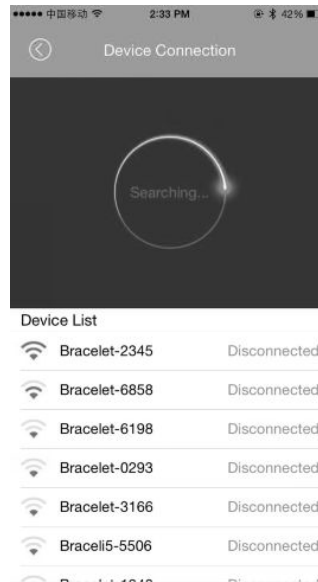 中国移动 2:33 PM 42%
Device Connection
Searching...
Device List
Bracelet-2345 Disconnected
Bracelet-6858 Disconnected
Bracelet-6198 Disconnected
Bracelet-0293 Disconnected
Bracelet-3166 Disconnected
Braceli5-5506 Disconnected